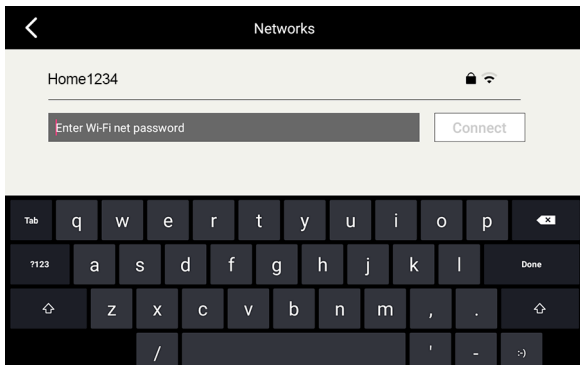 Networks
Home1234
Enter Wi-Fi net password Connect
Tab q w e r t y u i o p
?123 a s d f g h j k l Done
z x c v b n m , .
/ ' - :-)